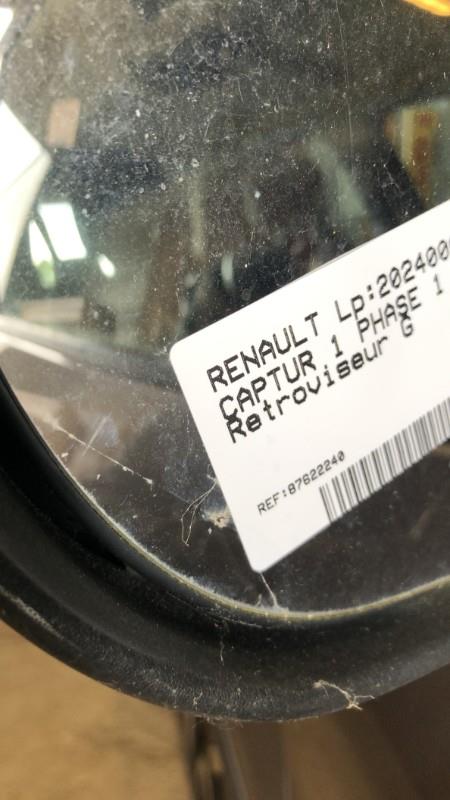 RENAULT Lp:202400
CAPTUR 1 PHASE 1
Retroviseur G
REF:87622240